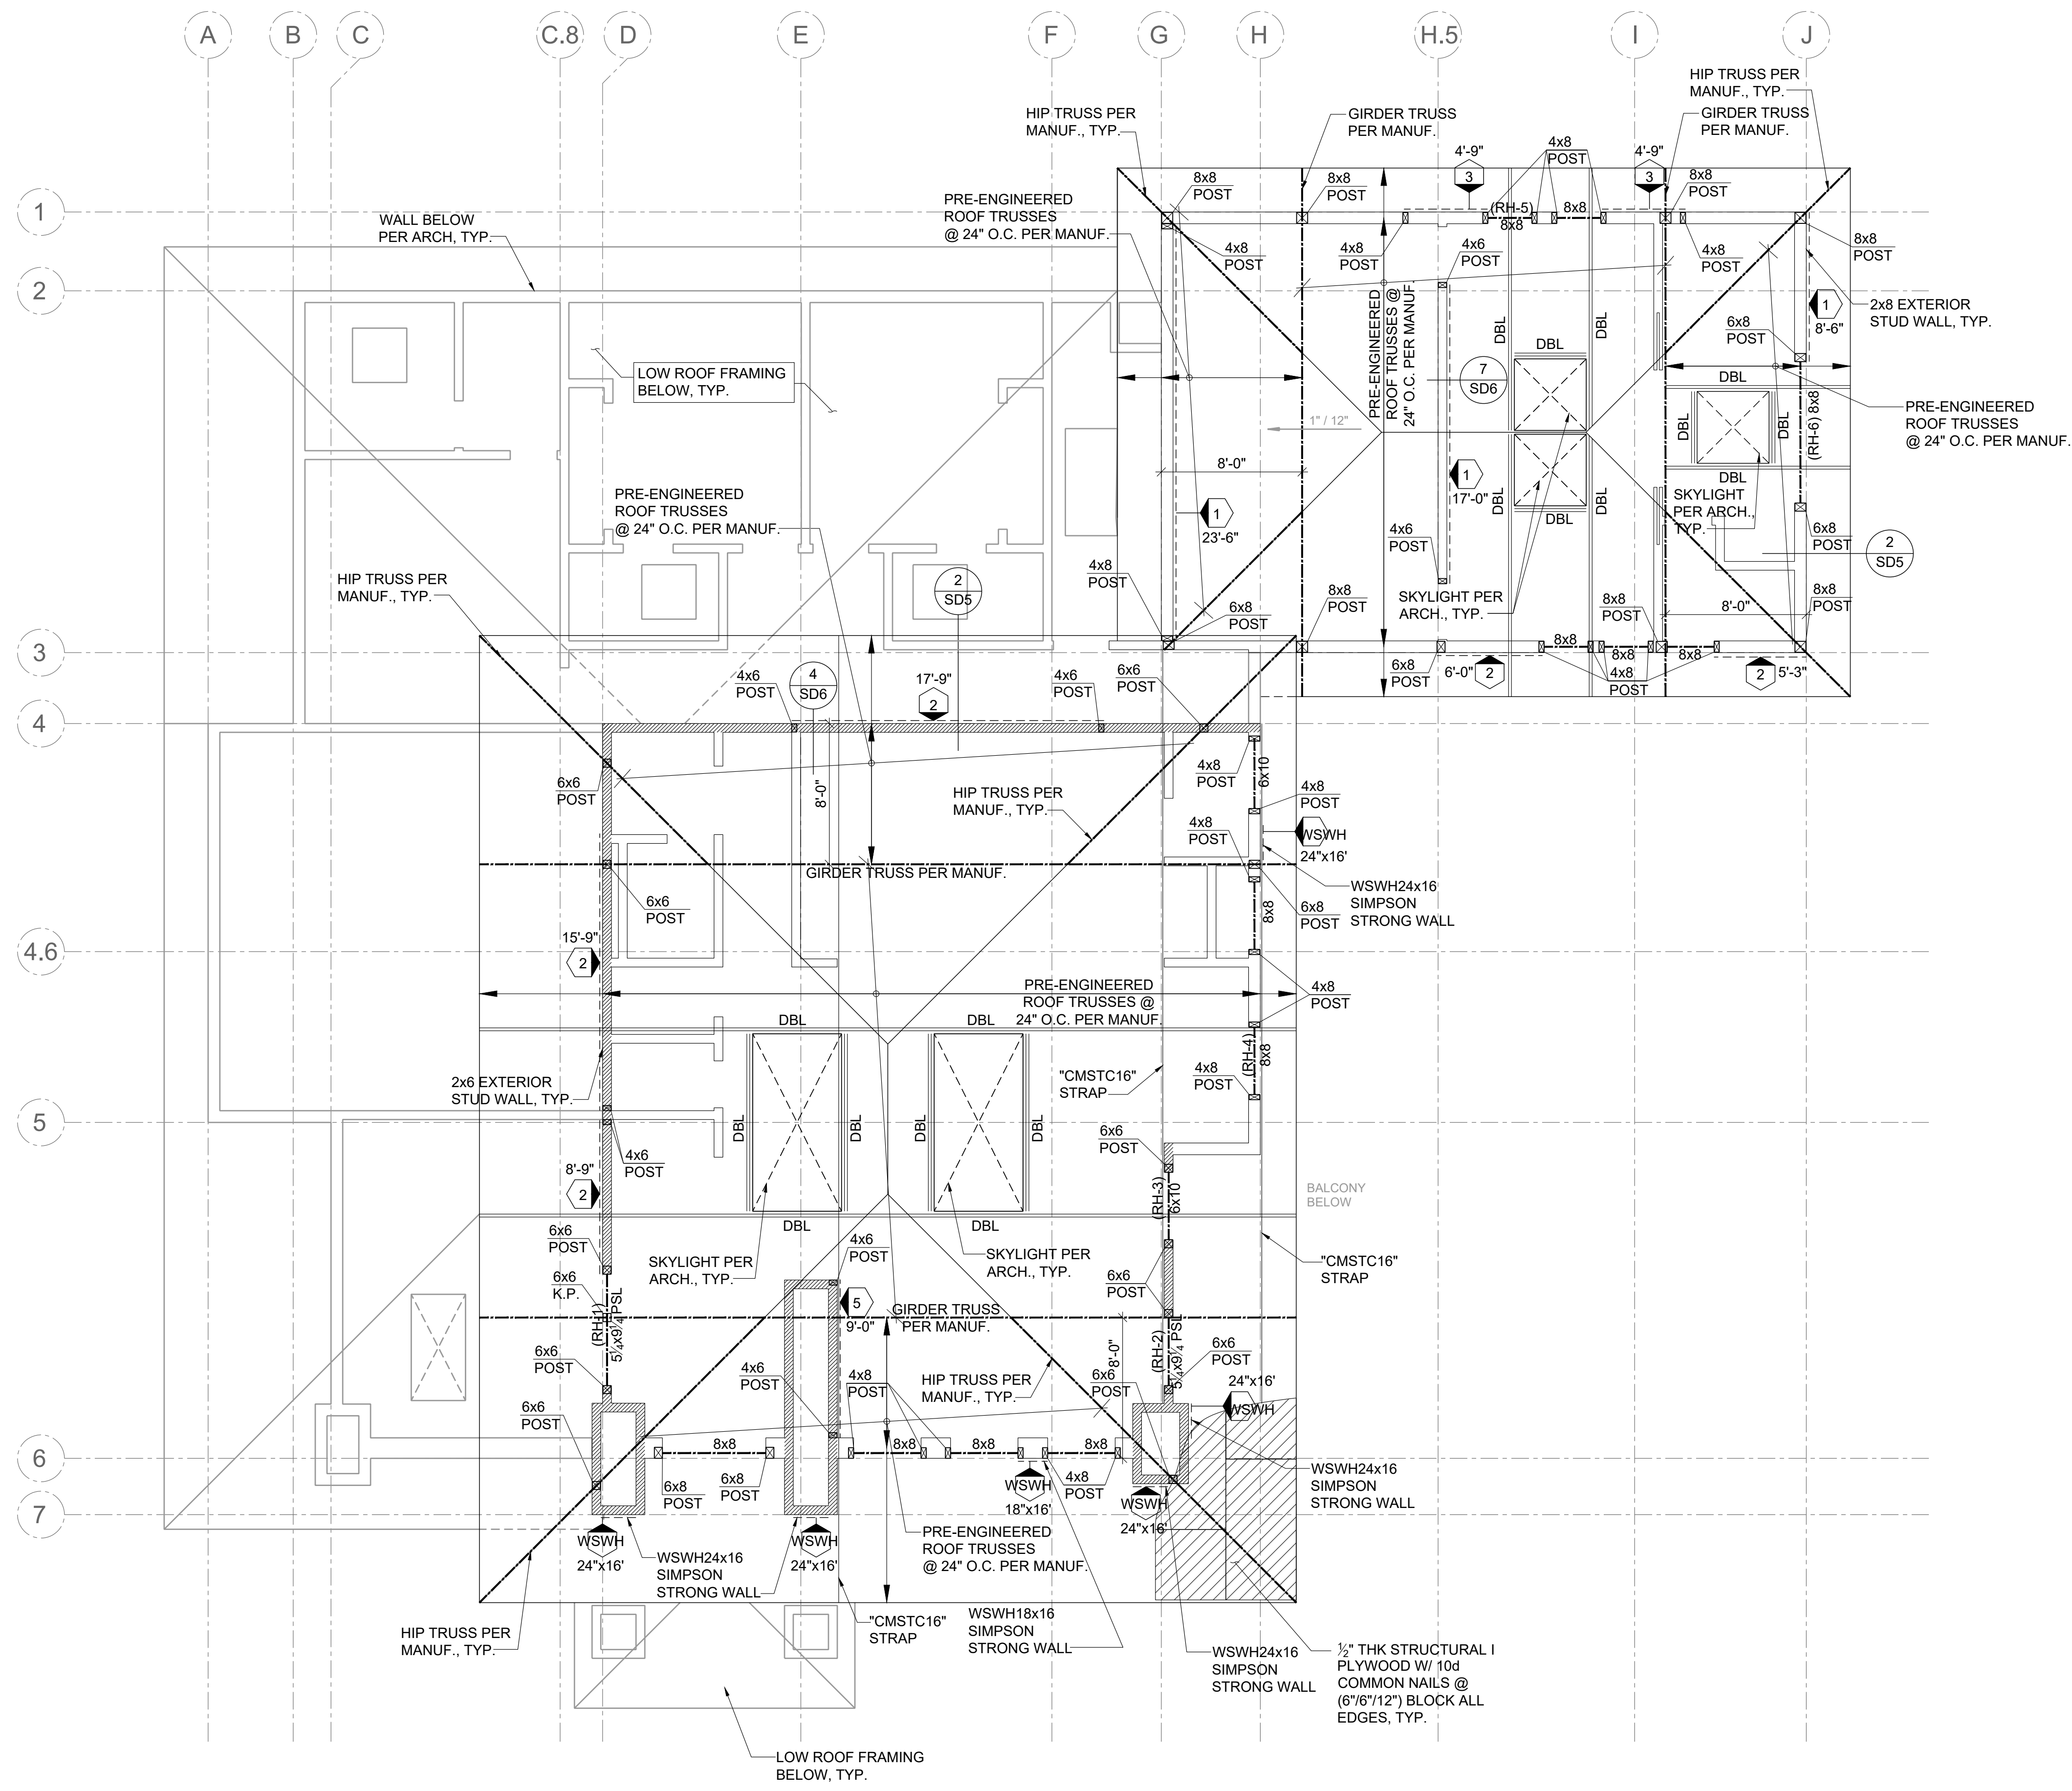 A
B
C
C.8
D
E
F
G
H
H.5
I
J
HIP TRUSS PER
MANUF., TYP.
HIP TRUSS PER
MANUF., TYP.
GIRDER TRUSS
PER MANUF.
GIRDER TRUSS
PER MANUF.
4'-9"
3
4x8
POST
4'-9"
3
8x8
POST
8x8
POST
8x8
POST
PRE-ENGINEERED
ROOF TRUSSES
@ 24" O.C. PER MANUF.
1
WALL BELOW
PER ARCH, TYP.
(RH-5)
8x8
8x8
4x8
POST
4x8
POST
4x6
POST
4x8
POST
8x8
POST
2
PRE-ENGINEERED
ROOF TRUSSES @
24" O.C. PER MANUF.
DBL
DBL
1
8'-6"
2x8 EXTERIOR
STUD WALL, TYP.
6x8
POST
LOW ROOF FRAMING
BELOW, TYP.
7
SD6
DBL
DBL
PRE-ENGINEERED
ROOF TRUSSES
@ 24" O.C. PER MANUF.
1" / 12"
DBL
DBL
(RH-6) 8x8
8'-0"
1
17'-0"
DBL
DBL
DBL
DBL
SKYLIGHT
PER ARCH.,
TYP.
PRE-ENGINEERED
ROOF TRUSSES
@ 24" O.C. PER MANUF.
1
23'-6"
4x6
POST
6x8
POST
2
SD5
HIP TRUSS PER
MANUF., TYP.
2
SD5
4x8
POST
6x8
POST
8x8
POST
SKYLIGHT PER
ARCH., TYP.
8x8
POST
8'-0"
8x8
POST
3
8x8
8x8
8x8
6x8
POST
6'-0"
2
4x8
POST
2
5'-3"
4x6
POST
4
SD6
17'-9"
2
4x6
POST
6x6
POST
4
6x6
POST
8'-0"
HIP TRUSS PER
MANUF., TYP.
4x8
POST
6x10
4x8
POST
4x8
POST
WSWH
24"x16'
GIRDER TRUSS PER MANUF.
WSWH24x16
SIMPSON
STRONG WALL
6x6
POST
8x8
6x8
POST
4.6
15'-9"
2
PRE-ENGINEERED
ROOF TRUSSES @
24" O.C. PER MANUF.
4x8
POST
DBL
DBL
(RH-4)
8x8
2x6 EXTERIOR
STUD WALL, TYP.
"CMSTC16"
STRAP
4x8
POST
5
DBL
DBL
DBL
DBL
6x6
POST
4x6
POST
8'-9"
2
(RH-3)
6x10
BALCONY
BELOW
DBL
DBL
6x6
POST
4x6
POST
SKYLIGHT PER
ARCH., TYP.
SKYLIGHT PER
ARCH., TYP.
"CMSTC16"
STRAP
6x6
K.P.
6x6
POST
(RH-1)
5¼x9¼ PSL
5
9'-0"
GIRDER TRUSS
PER MANUF.
(RH-2)
5¼x9¼ PSL
8'-0"
6x6
POST
6x6
POST
4x6
POST
4x8
POST
HIP TRUSS PER
MANUF., TYP.
6x6
POST
24"x16'
WSWH
6x6
POST
6
8x8
8x8
8x8
8x8
6x8
POST
6x8
POST
WSWH
18"x16'
4x8
POST
WSWH
24"x16'
WSWH24x16
SIMPSON
STRONG WALL
7
WSWH
24"x16'
WSWH
24"x16'
WSWH24x16
SIMPSON
STRONG WALL
PRE-ENGINEERED
ROOF TRUSSES
@ 24" O.C. PER MANUF.
HIP TRUSS PER
MANUF., TYP.
"CMSTC16"
STRAP
WSWH18x16
SIMPSON
STRONG WALL
WSWH24x16
SIMPSON
STRONG WALL
½" THK STRUCTURAL I
PLYWOOD W/ 10d
COMMON NAILS @
(6"/6"/12") BLOCK ALL
EDGES, TYP.
LOW ROOF FRAMING
BELOW, TYP.